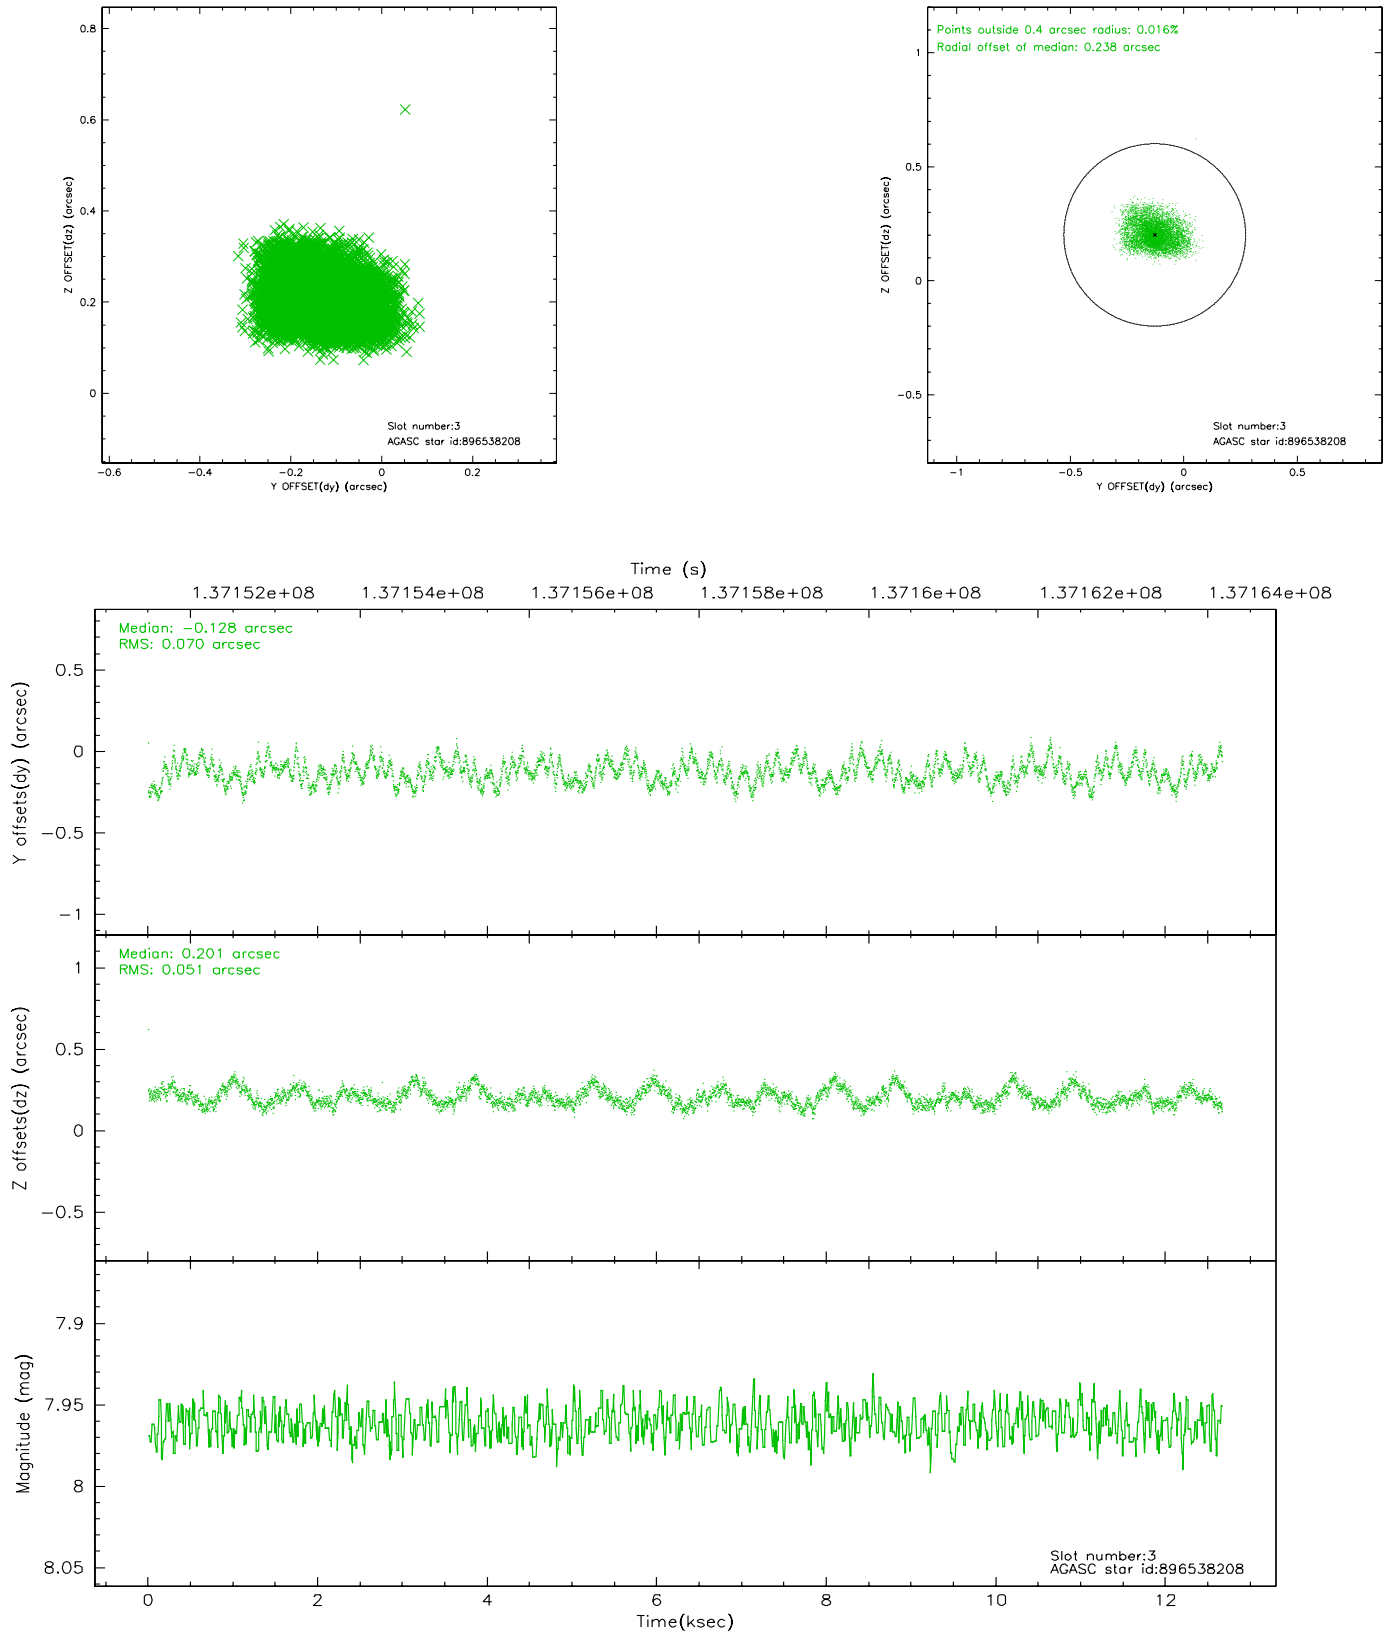 0.8
0.6
0.4
0.2
0
Z OFFSET(dz) (arcsec)
Slot number:3
AGASC star id:896538208
−0.6 −0.4 −0.2 0 0.2
Y OFFSET(dy) (arcsec)
Points outside 0.4 arcsec radius: 0.016%
Radial offset of median: 0.238 arcsec
1
0.5
0
−0.5
Z OFFSET(dz) (arcsec)
Slot number:3
AGASC star id:896538208
−1 −0.5 0 0.5
Y OFFSET(dy) (arcsec)
Time (s)
1.37152e+08 1.37154e+08 1.37156e+08 1.37158e+08 1.3716e+08 1.37162e+08 1.37164e+08
Median: −0.128 arcsec
RMS: 0.070 arcsec
0.5
0
−0.5
−1
Y offsets(dy) (arcsec)
Median: 0.201 arcsec
RMS: 0.051 arcsec
1
0.5
0
−0.5
Z offsets(dz) (arcsec)
7.9
7.95
8
8.05
Magnitude (mag)
Slot number:3
AGASC star id:896538208
0 2 4 6 8 10 12
Time(ksec)